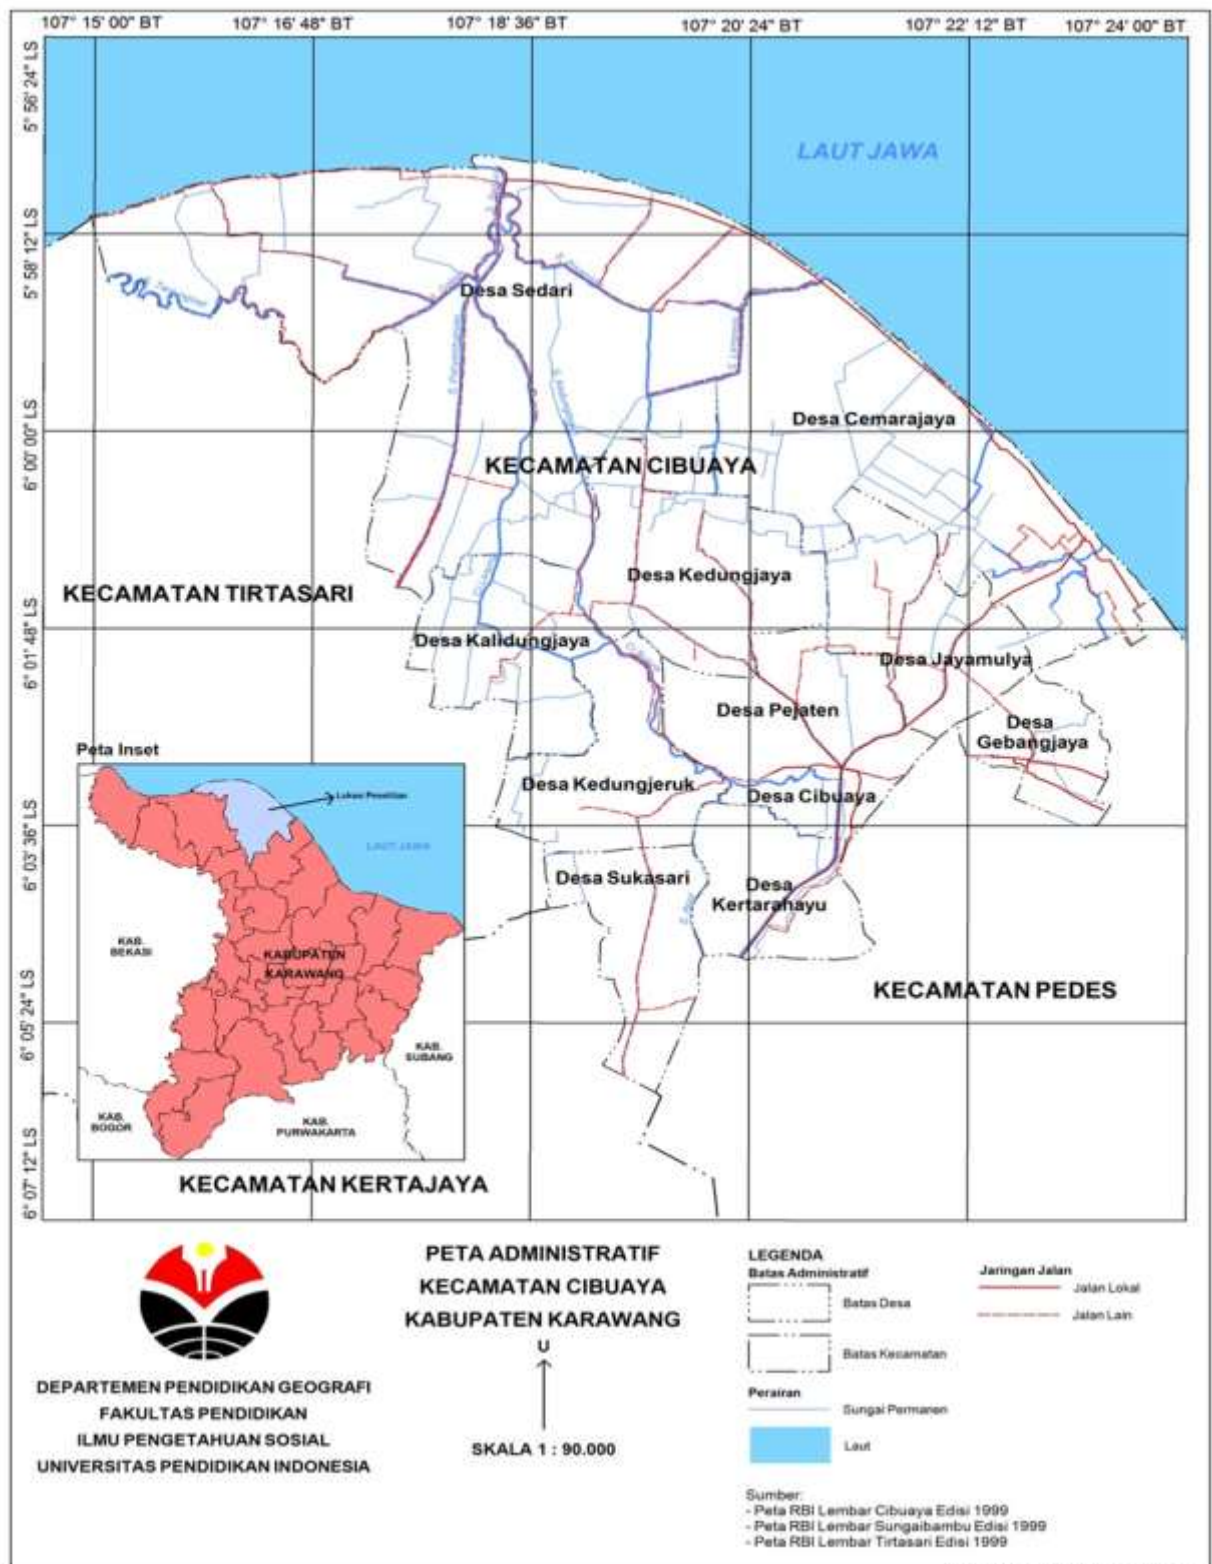 107° 15' 00" BT
107° 16' 48" BT
107° 18' 36" BT
107° 20' 24" BT
107° 22' 12" BT
107° 24' 00" BT
5° 56' 24" LS
5° 58' 12" LS
6° 00' 00" LS
6° 01' 48" LS
6° 03' 36" LS
6° 05' 24" LS
6° 07' 12" LS
LAUT JAWA
Desa Sedari
Desa Cemarajaya
KECAMATAN CIBUAYA
Desa Kedungjaya
KECAMATAN TIRTASARI
Desa Kalidungjaya
Desa Jayamulya
Desa Pejaten
Desa
Gebangjaya
Desa Kedungjeruk
Desa Cibuaya
Desa Sukasari
Desa
Kertarahayu
KECAMATAN PEDES
Peta Inset
Lokasi Penelitian
LAUT JAWA
KAB.
BEKASI
KABUPATEN
KARAWANG
KAB.
SUBANG
KAB.
BOGOR
KAB.
PURWAKARTA
KECAMATAN KERTAJAYA
DEPARTEMEN PENDIDIKAN GEOGRAFI
FAKULTAS PENDIDIKAN
ILMU PENGETAHUAN SOSIAL
UNIVERSITAS PENDIDIKAN INDONESIA
PETA ADMINISTRATIF
KECAMATAN CIBUAYA
KABUPATEN KARAWANG
U
SKALA 1 : 90.000
LEGENDA
Batas Administratif
Batas Desa
Batas Kecamatan
Perairan
Sungai Permanen
Laut
Jaringan Jalan
Jalan Lokal
Jalan Lain
Sumber:
- Peta RBI Lembar Cibuaya Edisi 1999
- Peta RBI Lembar Sungaibambu Edisi 1999
- Peta RBI Lembar Tirtasari Edisi 1999